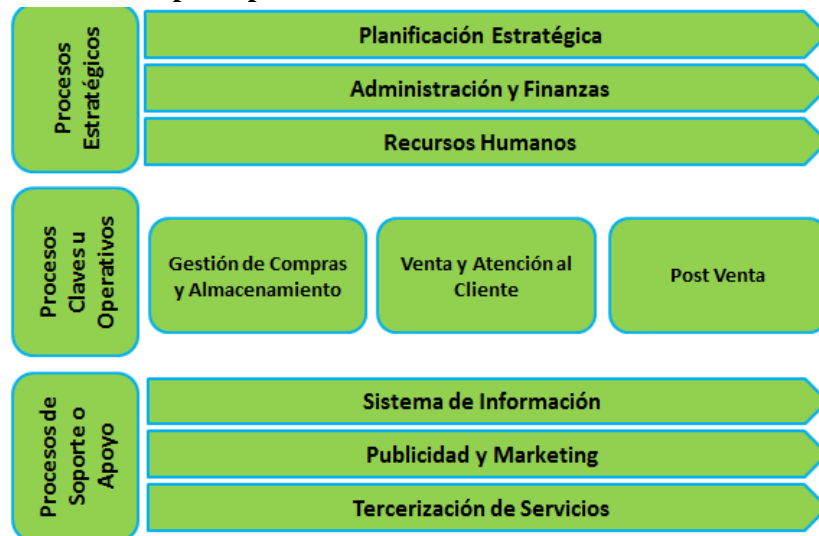 Procesos
Estratégicos
Planificación Estratégica
Administración y Finanzas
Recursos Humanos
Procesos
Claves u
Operativos
Gestión de Compras
y Almacenamiento
Venta y Atención al
Cliente
Post Venta
Procesos de
Soporte o
Apoyo
Sistema de Información
Publicidad y Marketing
Tercerización de Servicios